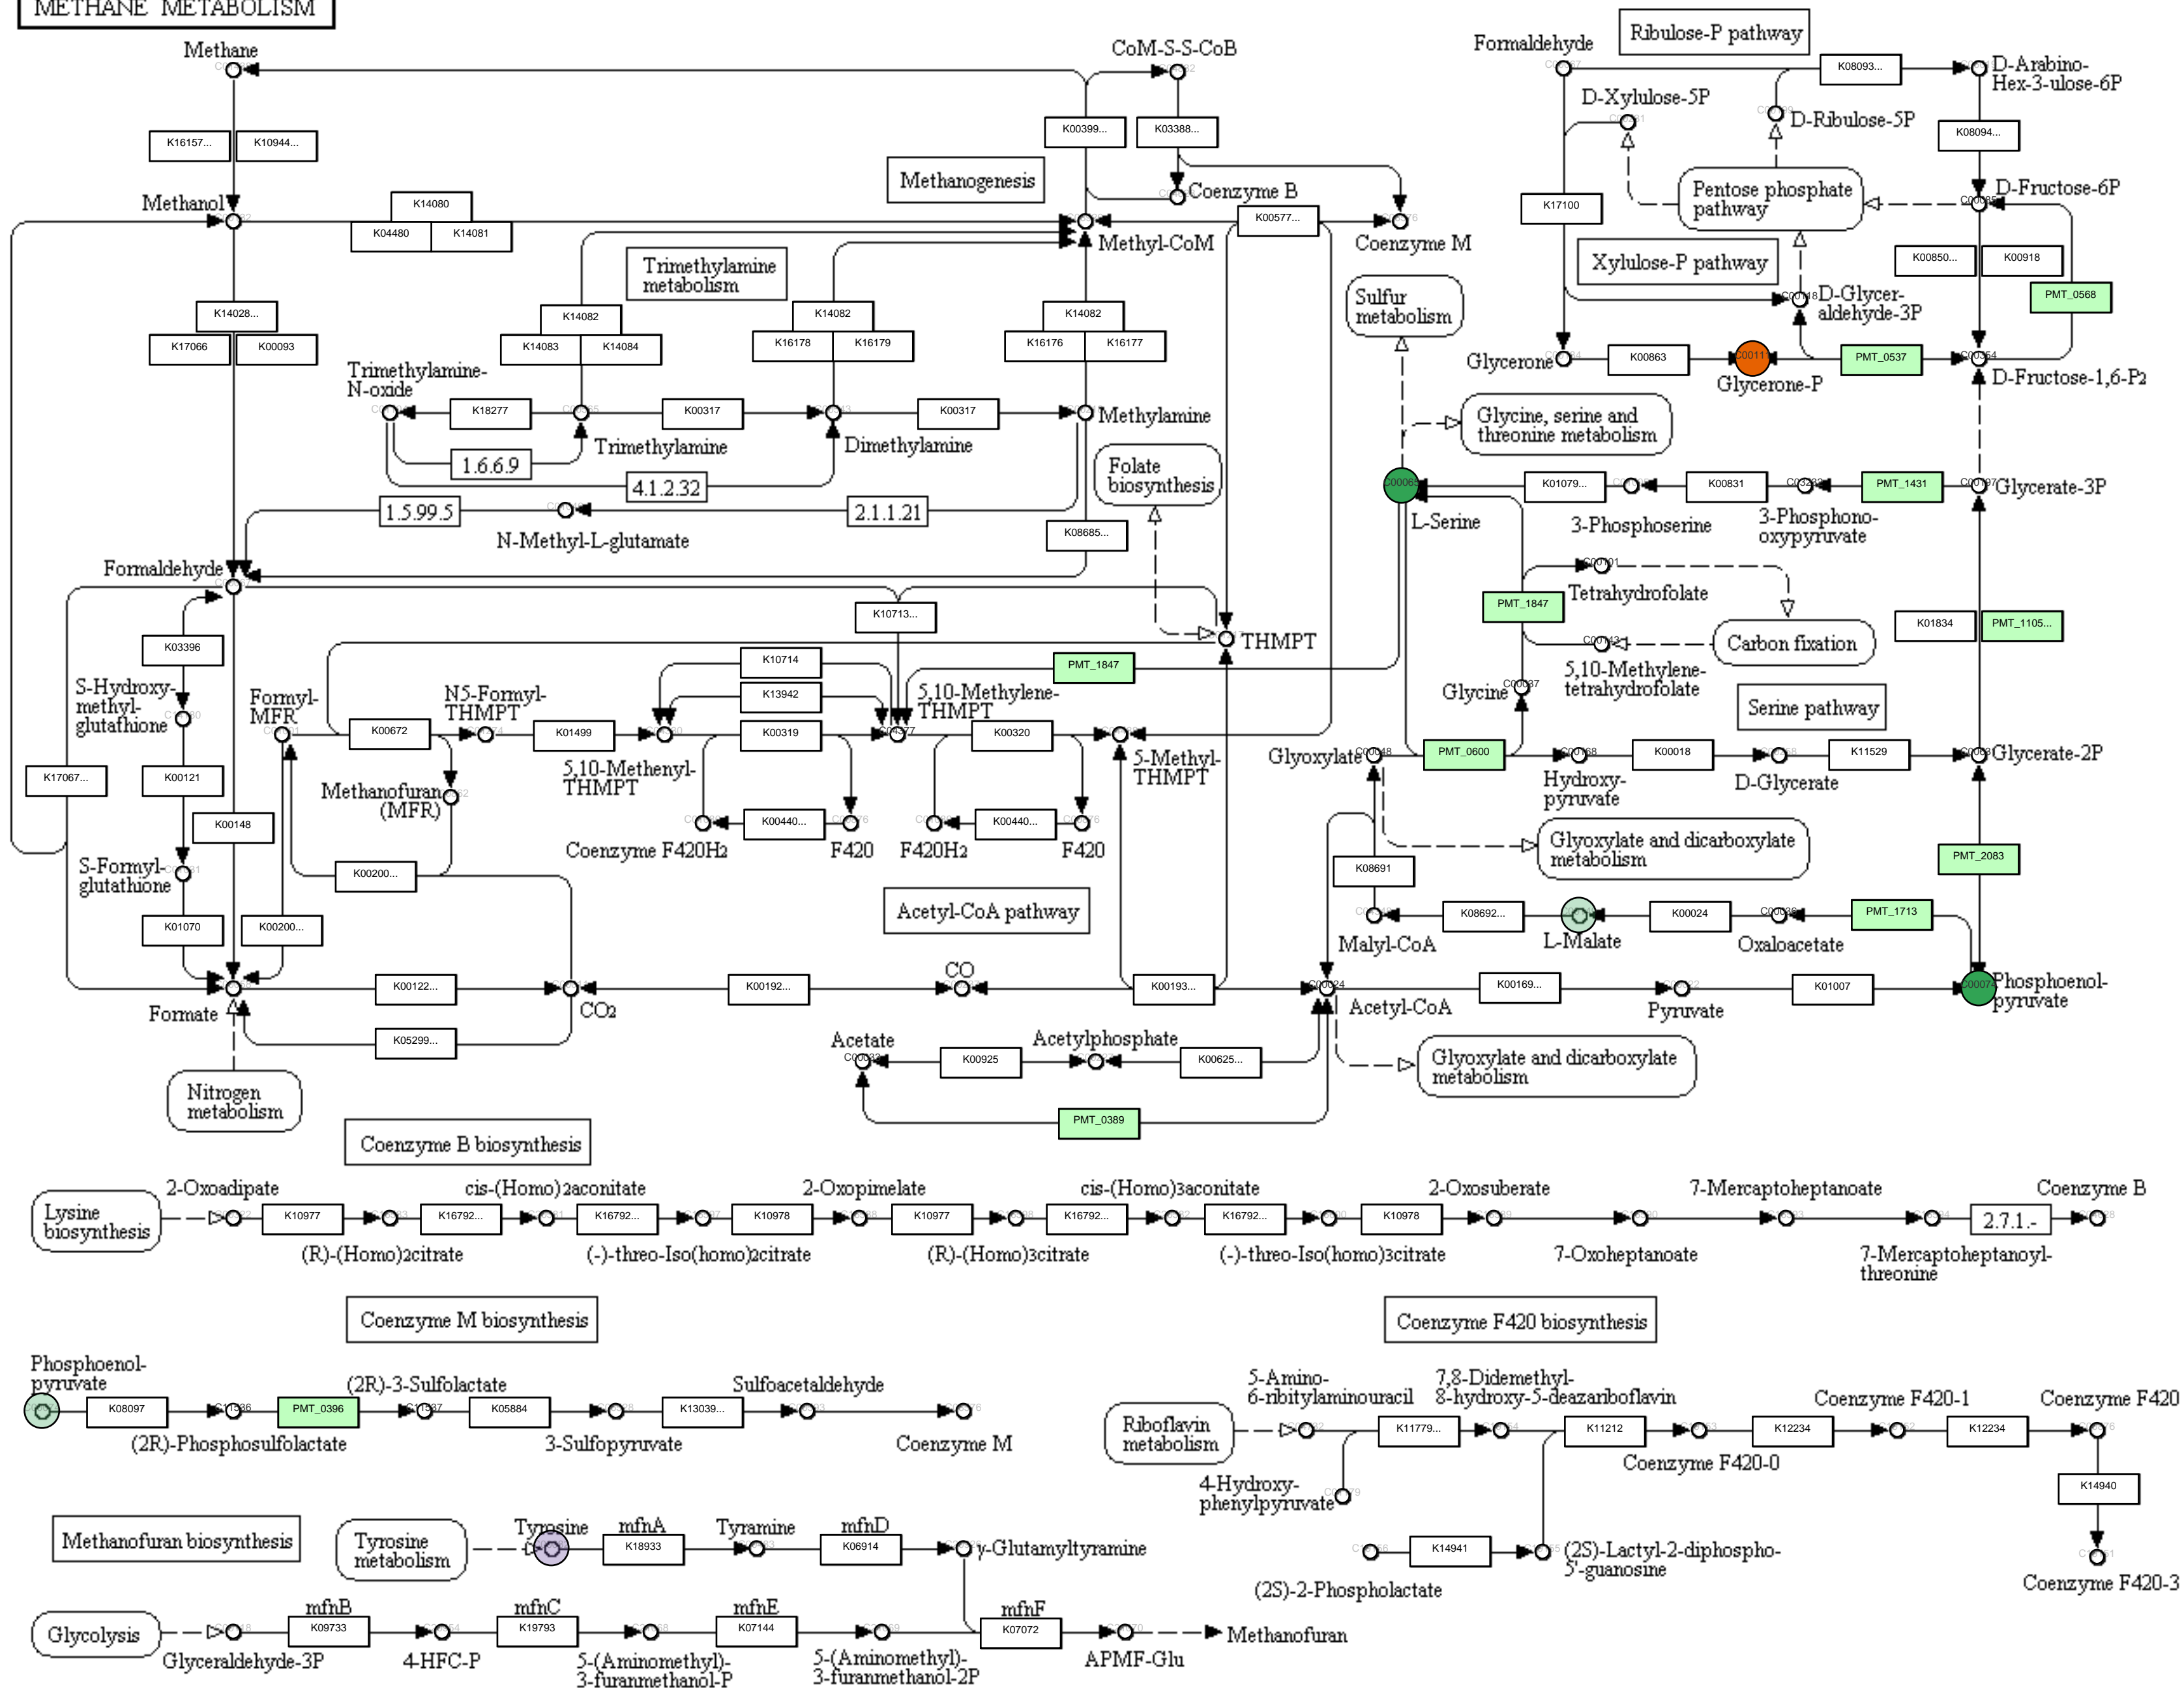 METHANE METABOLISM
Methane
CoM-S-S-CoB
Formaldehyde
Ribulose-P pathway
K08093...
D-Arabino-
Hex-3-ulose-6P
D-Xylulose-5P
D-Ribulose-5P
K16157...
K10944...
K00399...
K03388...
K08094...
Methanogenesis
Coenzyme B
Pentose phosphate
pathway
D-Fructose-6P
Methanol
K14080
K04480
K14081
K00577...
K17100
Methyl-CoM
Coenzyme M
Trimethylamine
metabolism
Xylulose-P pathway
K00850...
K00918
Sulfur
metabolism
D-Glycer-
aldehyde-3P
PMT_0568
K14028...
K17066
K00093
K14082
K14083
K14084
K14082
K16178
K16179
K14082
K16176
K16177
Glycerone
K00863
C00111
Glycerone-P
PMT_0537
C00354
D-Fructose-1,6-P2
Trimethylamine-
N-oxide
K18277
K00317
K00317
Methylamine
Trimethylamine
Dimethylamine
Glycine, serine and
threonine metabolism
1.6.6.9
4.1.2.32
Folate
biosynthesis
C00065
K01079...
K00831
PMT_1431
C00197
Glycerate-3P
L-Serine
3-Phosphoserine
3-Phosphono-
oxypyruvate
1.5.99.5
2.1.1.21
K08685...
N-Methyl-L-glutamate
Formaldehyde
C00101
Tetrahydrofolate
PMT_1847
K10713...
K01834
PMT_1105...
THMPT
C00143
Carbon fixation
K03396
K10714
PMT_1847
5,10-Methylene-
tetrahydrofolate
S-Hydroxy-
methyl-
glutathione
Formyl-
MFR
N5-Formyl-
THMPT
K13942
5,10-Methylene-
THMPT
Glycine
C00037
Serine pathway
K00672
K01499
K00319
K00320
5,10-Methenyl-
THMPT
5-Methyl-
THMPT
Glyoxylate
C00048
PMT_0600
C00168
K00018
K11529
Glycerate-2P
Hydroxy-
pyruvate
D-Glycerate
K17067...
K00121
Methanofuran
(MFR)
K00148
K00440...
K00440...
Coenzyme F420H2
F420
F420H2
F420
Glyoxylate and dicarboxylate
metabolism
PMT_2083
S-Formyl-
glutathione
K00200...
K08691
Acetyl-CoA pathway
K01070
K00200...
K08692...
K00024
C00036
PMT_1713
Malyl-CoA
L-Malate
Oxaloacetate
CO
Formate
K00122...
CO2
K00192...
K00193...
C00024
Acetyl-CoA
K00169...
Pyruvate
K01007
C00074
Phosphoenol-
pyruvate
K05299...
Acetate
C00033
K00925
Acetylphosphate
K00625...
Glyoxylate and dicarboxylate
metabolism
Nitrogen
metabolism
PMT_0389
Coenzyme B biosynthesis
2-Oxoadipate
cis-(Homo)2aconitate
2-Oxopimelate
cis-(Homo)3aconitate
2-Oxosuberate
7-Mercaptoheptanoate
Coenzyme B
Lysine
biosynthesis
K10977
K16792...
K16792...
K10978
K10977
K16792...
K16792...
K10978
2.7.1.-
(R)-(Homo)2citrate
(-)-threo-Iso(homo)2citrate
(R)-(Homo)3citrate
(-)-threo-Iso(homo)3citrate
7-Oxoheptanoate
7-Mercaptoheptanoyl-
threonine
Coenzyme M biosynthesis
Coenzyme F420 biosynthesis
Phosphoenol-
pyruvate
(2R)-3-Sulfolactate
Sulfoacetaldehyde
K08097
C11536
PMT_0396
C11537
K05884
K13039...
(2R)-Phosphosulfolactate
3-Sulfopyruvate
Coenzyme M
5-Amino-
6-ribitylaminouracil
7,8-Didemethyl-
8-hydroxy-5-deazariboflavin
Coenzyme F420-1
Coenzyme F420
Riboflavin
metabolism
K11779...
K11212
K12234
K12234
Coenzyme F420-0
4-Hydroxy-
phenylpyruvate
K14940
K14941
(2S)-2-Phospholactate
(2S)-Lactyl-2-diphospho-
5'-guanosine
Coenzyme F420-3
Methanofuran biosynthesis
Tyrosine
metabolism
Tyrosine
mfnA
K18933
Tyramine
mfnD
K06914
γ-Glutamyltyramine
Glycolysis
mfnB
K09733
mfnC
K19793
mfnE
K07144
mfnF
K07072
Methanofuran
Glyceraldehyde-3P
4-HFC-P
5-(Aminomethyl)-
3-furanmethanol-P
5-(Aminomethyl)-
3-furanmethanol-2P
APMF-Glu